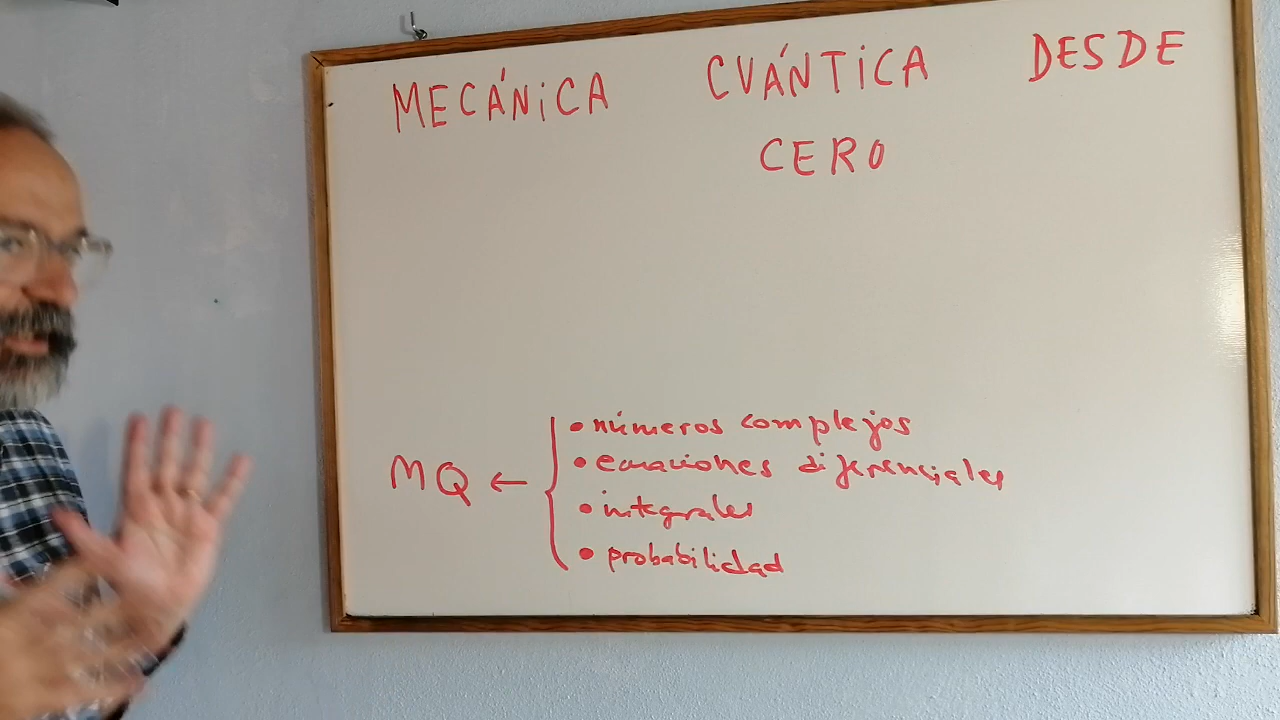 MECÁNICA CUÁNTICA DESDE
CERO
MQ ← { • números complejos
• ecuaciones diferenciales
• integrales
• probabilidad